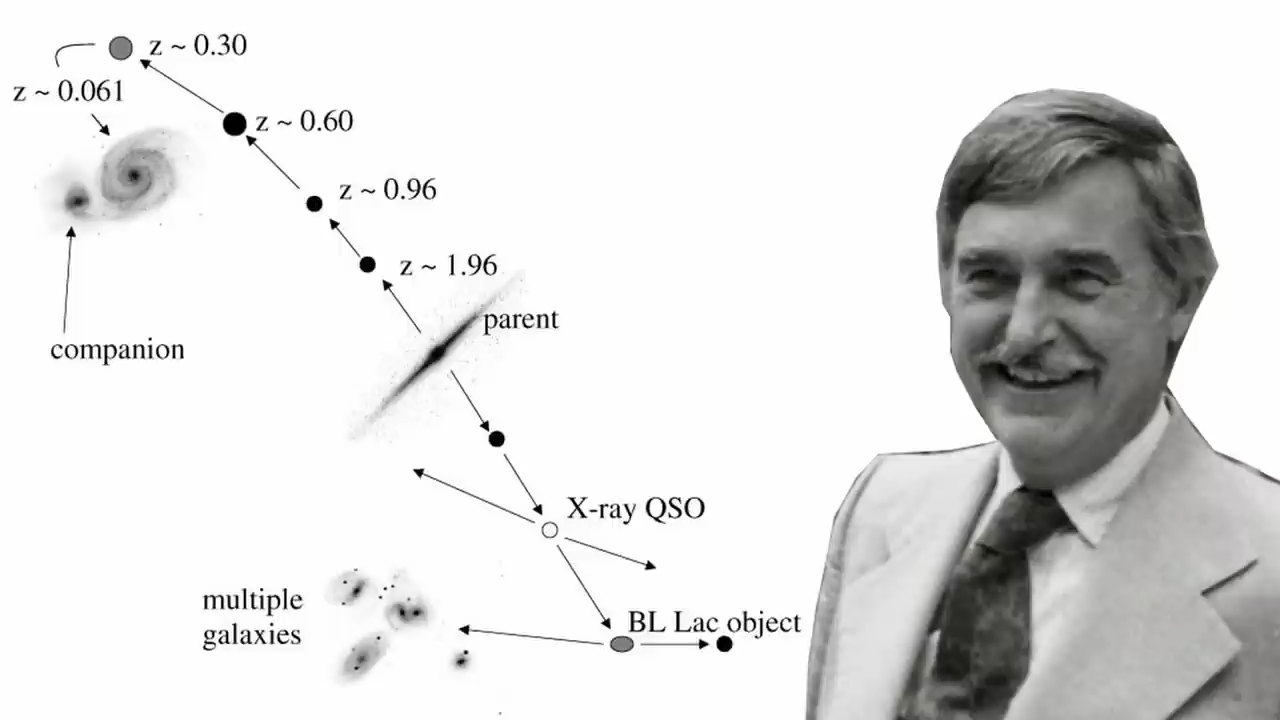 z ~ 0.30
z ~ 0.061
z ~ 0.60
z ~ 0.96
z ~ 1.96
parent
companion
X-ray QSO
multiple
galaxies
BL Lac object